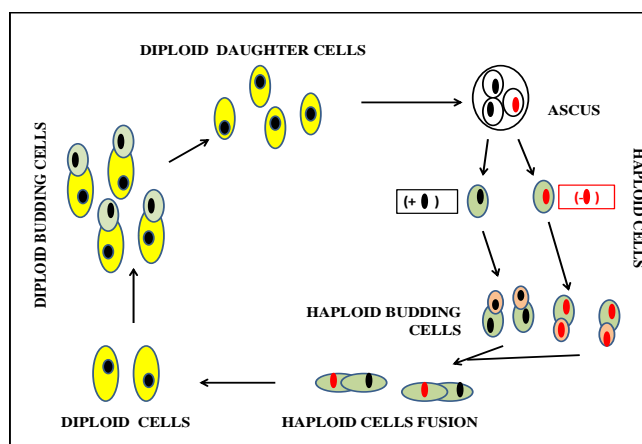 DIPLOID DAUGHTER CELLS
ASCUS
HAPLOID CELLS
DIPLOID BUDDING CELLS
(+ )
(- )
HAPLOID BUDDING
CELLS
DIPLOID CELLS
HAPLOID CELLS FUSION